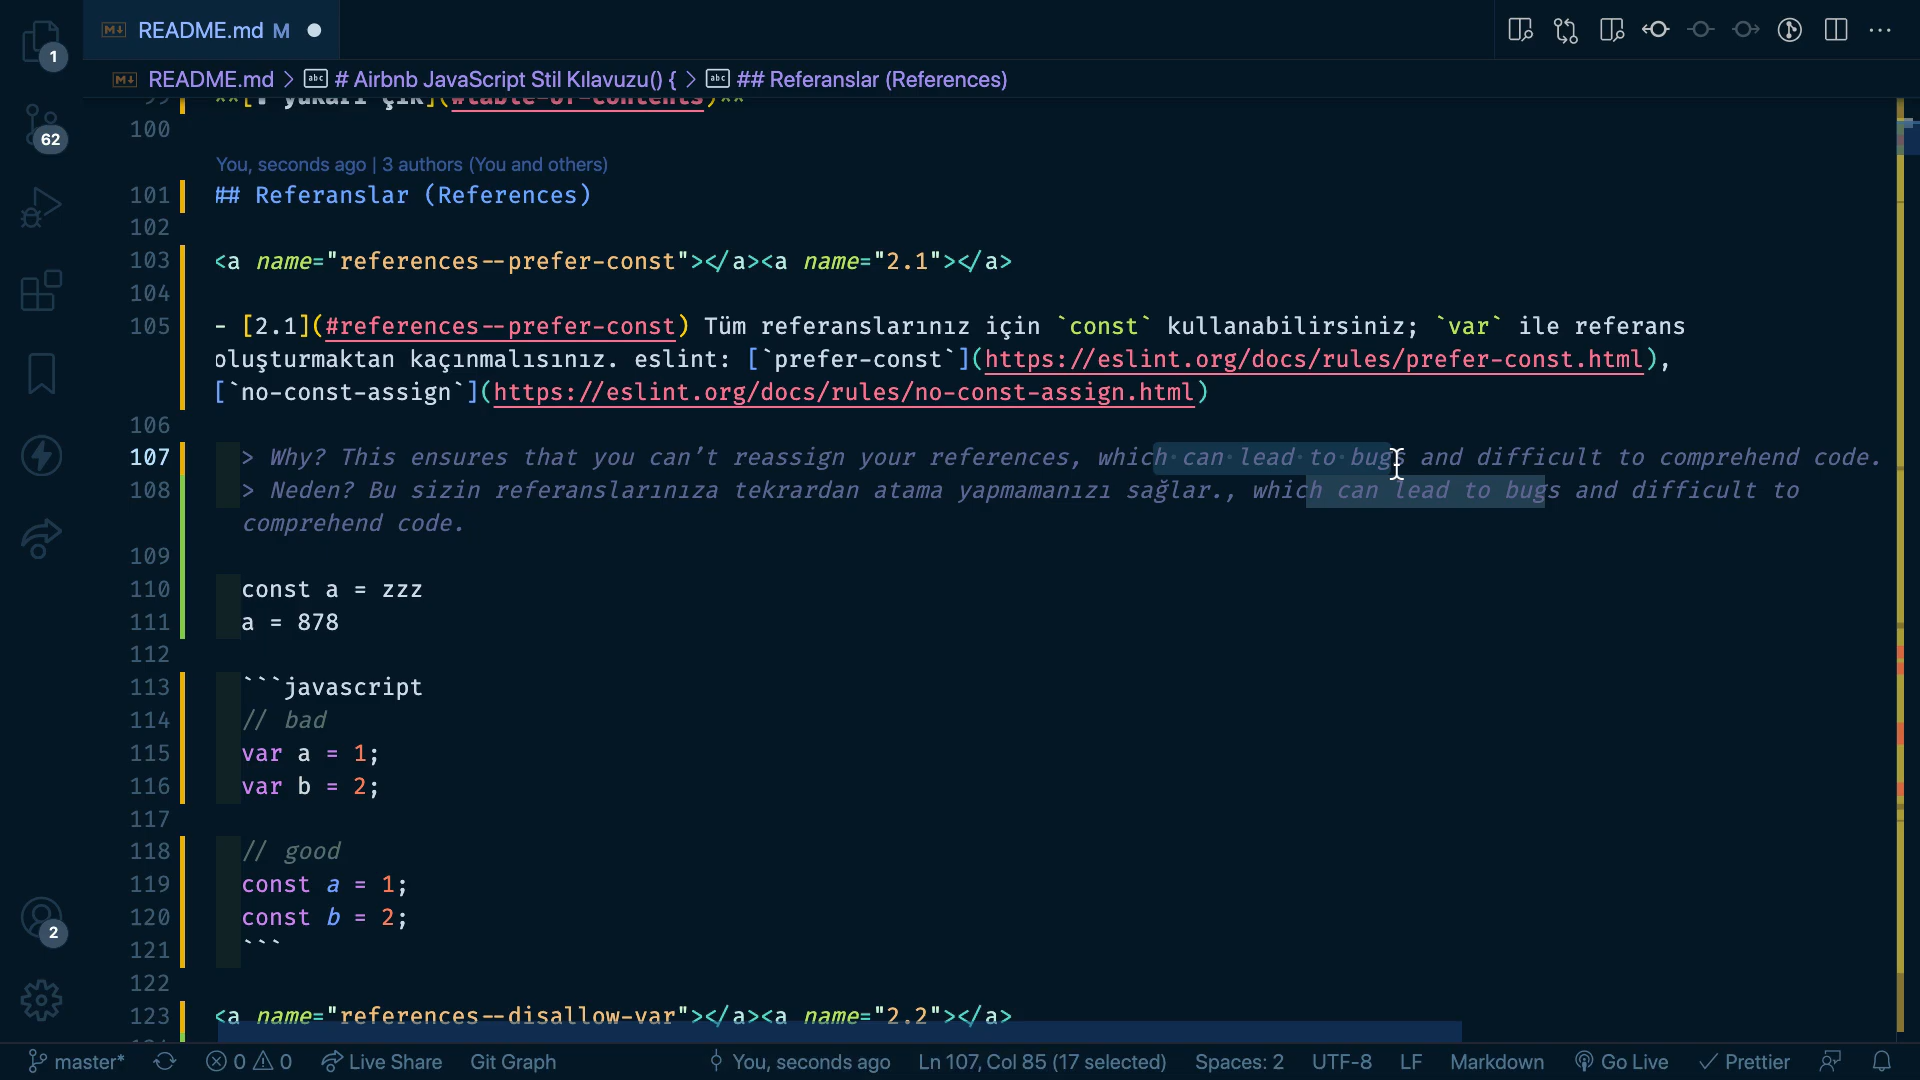 1
README.md M
README.md > # Airbnb JavaScript Stil Kılavuzu() { > ## Referanslar (References)
62
99 **[⬆ yukarı çık](#table-of-contents)**
100
You, seconds ago | 3 authors (You and others)
101 ## Referanslar (References)
102
103 <a name="references--prefer-const"></a><a name="2.1"></a>
104
105 - [2.1](#references--prefer-const) Tüm referanslarınız için `const` kullanabilirsiniz; `var` ile referans
oluşturmaktan kaçınmalısınız. eslint: [`prefer-const`](https://eslint.org/docs/rules/prefer-const.html),
[`no-const-assign`](https://eslint.org/docs/rules/no-const-assign.html)
106
107 > Why? This ensures that you can’t reassign your references, which can lead to bugs and difficult to comprehend code.
108 > Neden? Bu sizin referanslarınıza tekrardan atama yapmamanızı sağlar., which can lead to bugs and difficult to
comprehend code.
109
110 const a = zzz
111 a = 878
112
113 ```javascript
114 // bad
115 var a = 1;
116 var b = 2;
117
118 // good
119 const a = 1;
120 const b = 2;
121 ```
122
123 <a name="references--disallow-var"></a><a name="2.2"></a>
2
master* 0 0 Live Share Git Graph You, seconds ago Ln 107, Col 85 (17 selected) Spaces: 2 UTF-8 LF Markdown Go Live Prettier